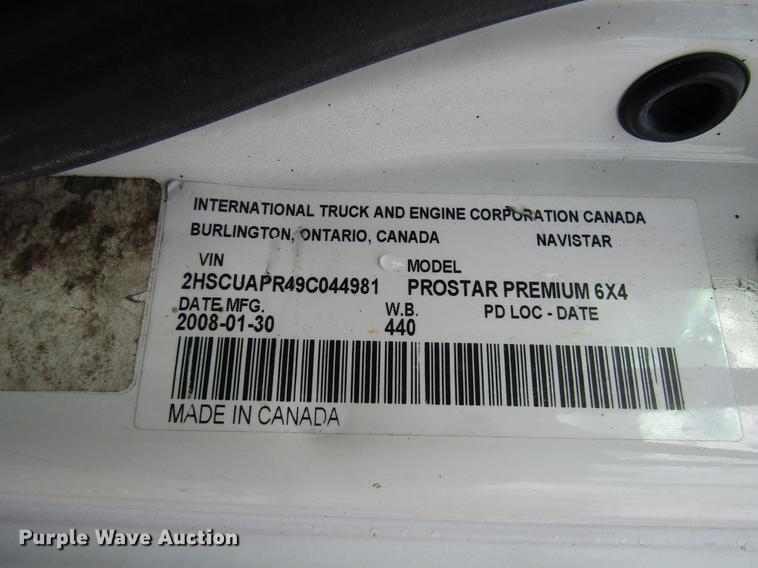 INTERNATIONAL TRUCK AND ENGINE CORPORATION CANADA
BURLINGTON, ONTARIO, CANADA NAVISTAR
VIN MODEL
2HSCUAPR49C044981 PROSTAR PREMIUM 6X4
DATE MFG. W.B. PD LOC - DATE
2008-01-30 440
MADE IN CANADA
Purple Wave Auction